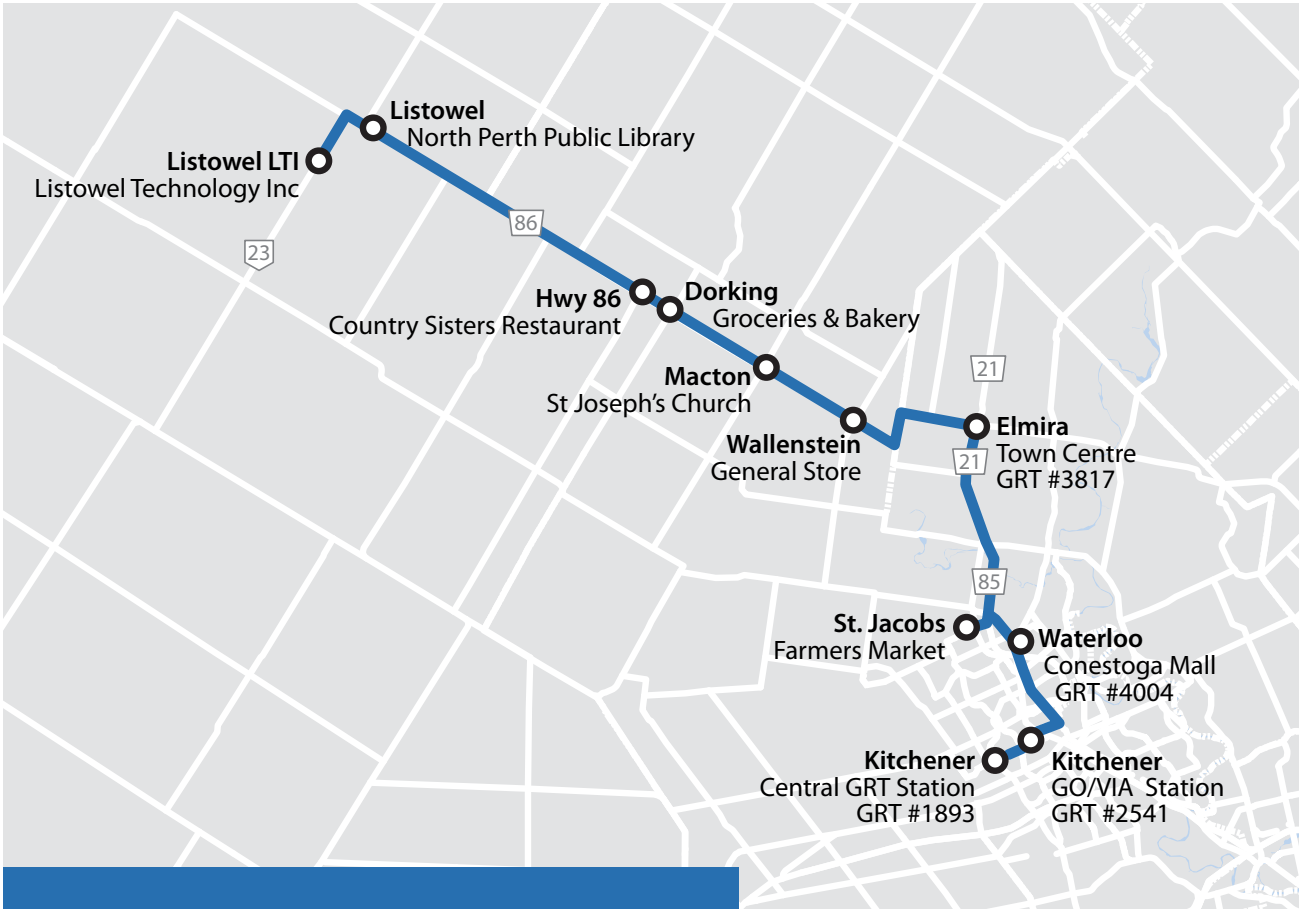 Listowel
North Perth Public Library
Listowel LTI
Listowel Technology Inc
86
23
Hwy 86
Country Sisters Restaurant
Dorking
Groceries & Bakery
Macton
St Joseph's Church
21
Wallenstein
General Store
Elmira
Town Centre
GRT #3817
21
85
St. Jacobs
Farmers Market
Waterloo
Conestoga Mall
GRT #4004
Kitchener
Central GRT Station
GRT #1893
Kitchener
GO/VIA Station
GRT #2541